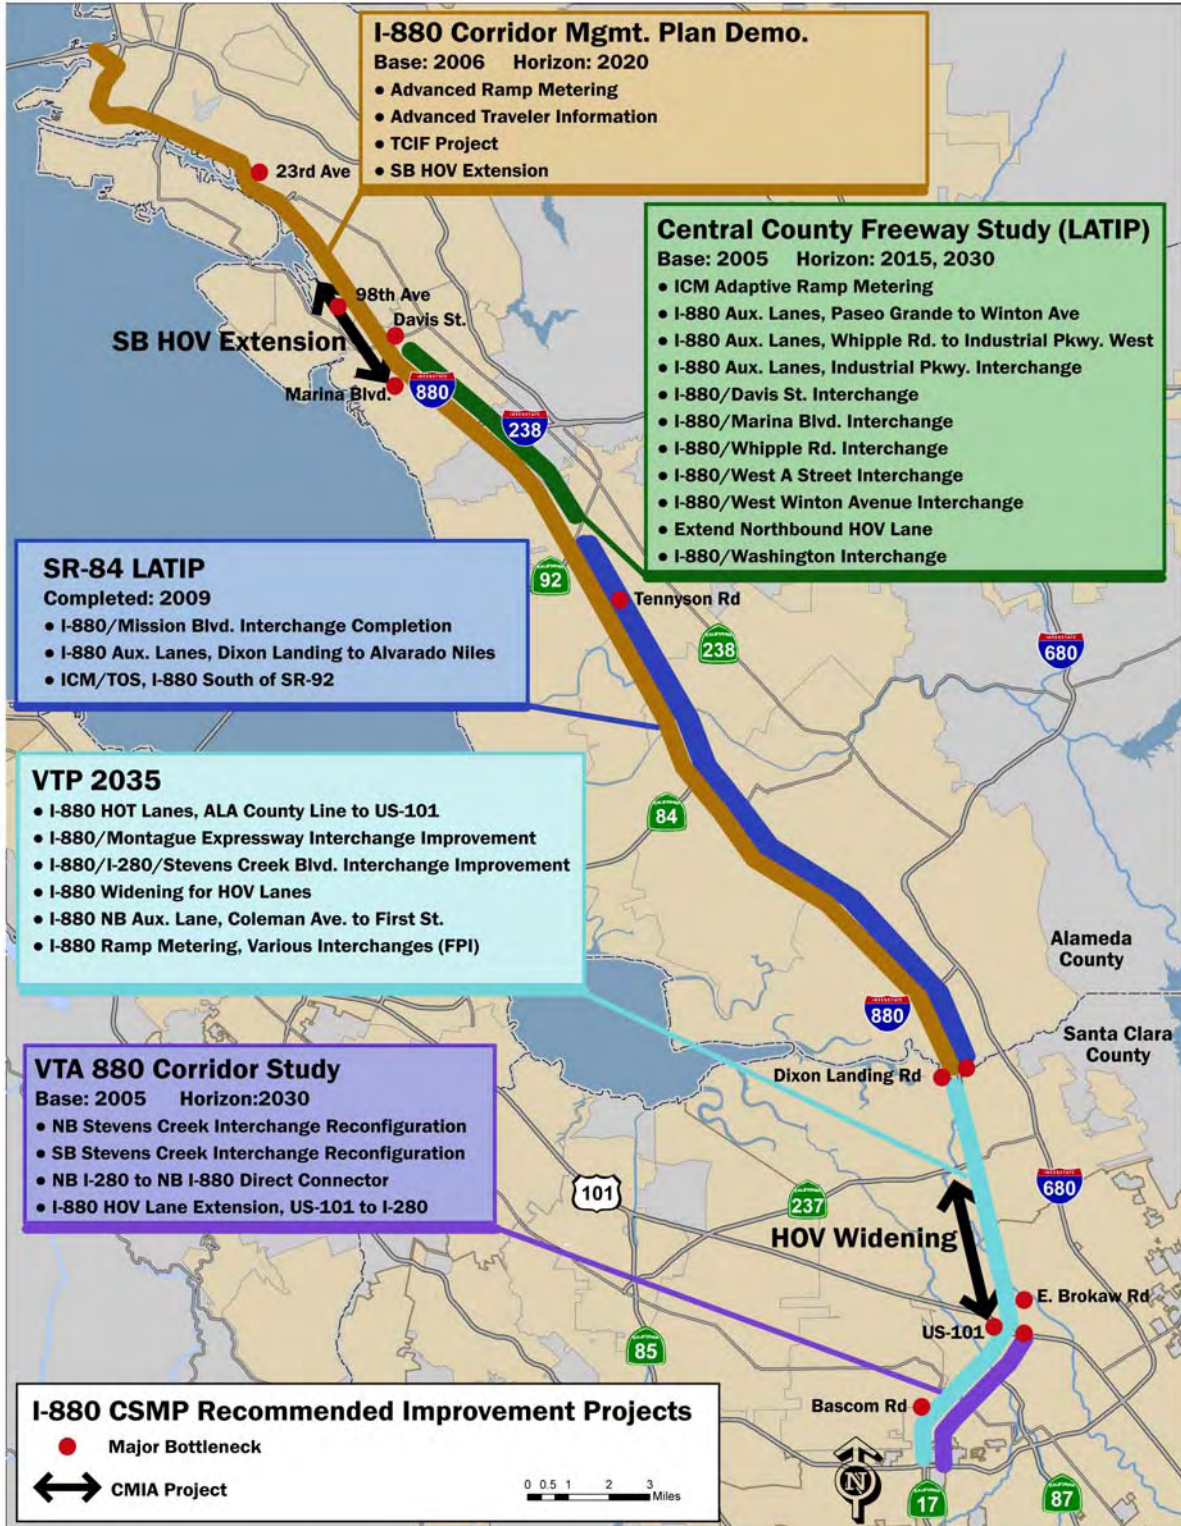 I-880 Corridor Mgmt. Plan Demo.
Base: 2006 Horizon: 2020
• Advanced Ramp Metering
• Advanced Traveler Information
• TCIF Project
• SB HOV Extension
23rd Ave
Central County Freeway Study (LATIP)
Base: 2005 Horizon: 2015, 2030
• ICM Adaptive Ramp Metering
• I-880 Aux. Lanes, Paseo Grande to Winton Ave
• I-880 Aux. Lanes, Whipple Rd. to Industrial Pkwy. West
• I-880 Aux. Lanes, Industrial Pkwy. Interchange
• I-880/Davis St. Interchange
• I-880/Marina Blvd. Interchange
• I-880/Whipple Rd. Interchange
• I-880/West A Street Interchange
• I-880/West Winton Avenue Interchange
• Extend Northbound HOV Lane
• I-880/Washington Interchange
98th Ave
Davis St.
SB HOV Extension
Marina Blvd.
INTERSTATE
880
INTERSTATE
238
SR-84 LATIP
Completed: 2009
• I-880/Mission Blvd. Interchange Completion
• I-880 Aux. Lanes, Dixon Landing to Alvarado Niles
• ICM/TOS, I-880 South of SR-92
CALIFORNIA
92
Tennyson Rd
CALIFORNIA
238
INTERSTATE
680
VTP 2035
• I-880 HOT Lanes, ALA County Line to US-101
• I-880/Montague Expressway Interchange Improvement
• I-880/I-280/Stevens Creek Blvd. Interchange Improvement
• I-880 Widening for HOV Lanes
• I-880 NB Aux. Lane, Coleman Ave. to First St.
• I-880 Ramp Metering, Various Interchanges (FPI)
CALIFORNIA
84
Alameda
County
INTERSTATE
880
Santa Clara
County
Dixon Landing Rd
VTA 880 Corridor Study
Base: 2005 Horizon:2030
• NB Stevens Creek Interchange Reconfiguration
• SB Stevens Creek Interchange Reconfiguration
• NB I-280 to NB I-880 Direct Connector
• I-880 HOV Lane Extension, US-101 to I-280
101
CALIFORNIA
237
INTERSTATE
680
HOV Widening
E. Brokaw Rd
US-101
CALIFORNIA
85
Bascom Rd
I-880 CSMP Recommended Improvement Projects
Major Bottleneck
CMIA Project
0 0.5 1 2 3
Miles
N
CALIFORNIA
17
CALIFORNIA
87